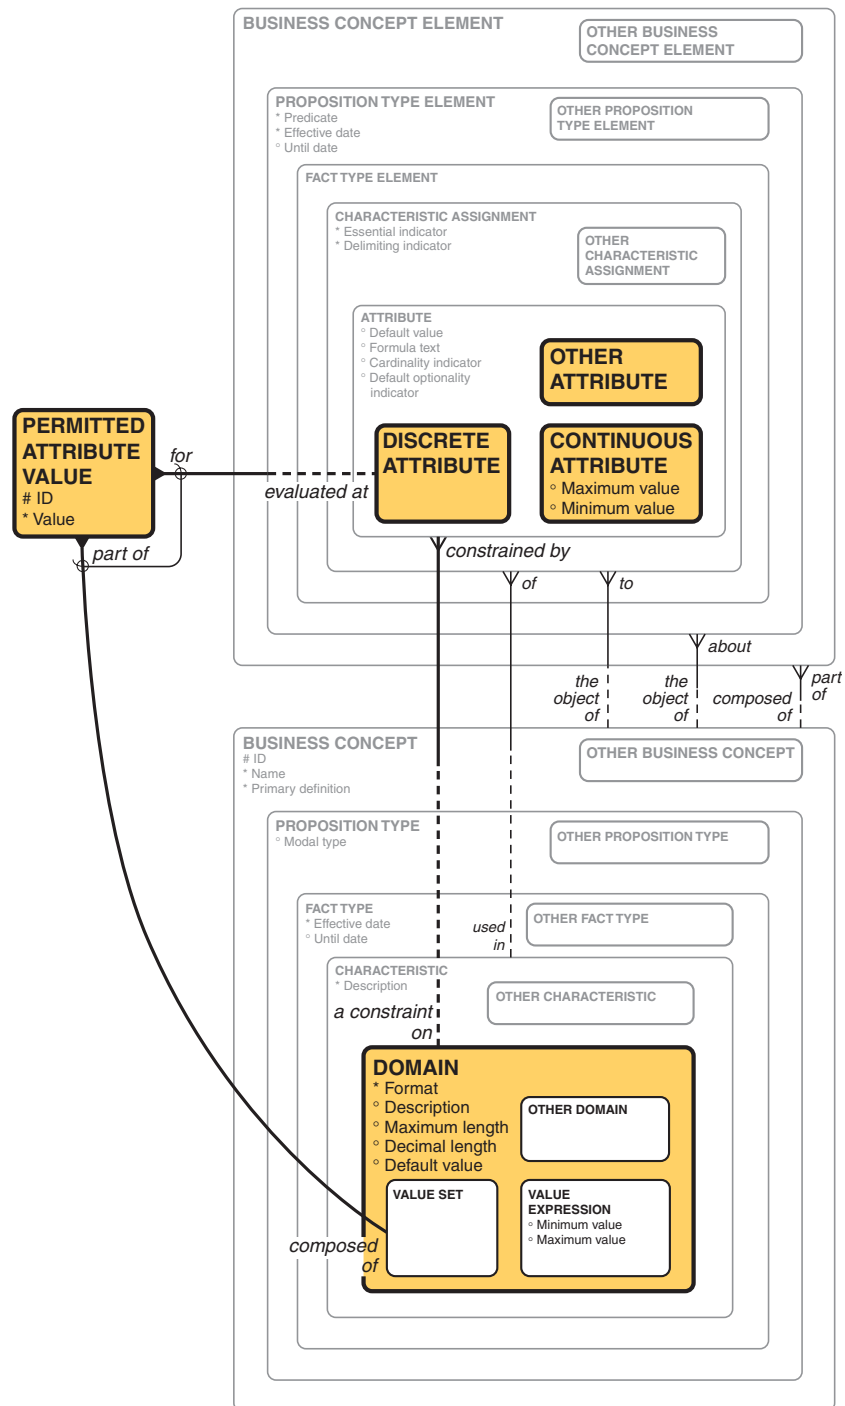 BUSINESS CONCEPT ELEMENT
OTHER BUSINESS
CONCEPT ELEMENT
PROPOSITION TYPE ELEMENT
* Predicate
* Effective date
° Until date
OTHER PROPOSITION
TYPE ELEMENT
FACT TYPE ELEMENT
CHARACTERISTIC ASSIGNMENT
* Essential indicator
* Delimiting indicator
OTHER
CHARACTERISTIC
ASSIGNMENT
ATTRIBUTE
° Default value
° Formula text
° Cardinality indicator
° Default optionality
indicator
OTHER
ATTRIBUTE
PERMITTED
ATTRIBUTE
VALUE
# ID
* Value
for
evaluated at
part of
DISCRETE
ATTRIBUTE
CONTINUOUS
ATTRIBUTE
° Maximum value
° Minimum value
constrained by
of
to
about
part
of
the
object
of
the
object
of
composed
of
BUSINESS CONCEPT
# ID
* Name
* Primary definition
OTHER BUSINESS CONCEPT
PROPOSITION TYPE
° Modal type
OTHER PROPOSITION TYPE
FACT TYPE
* Effective date
° Until date
OTHER FACT TYPE
used
in
CHARACTERISTIC
* Description
OTHER CHARACTERISTIC
a constraint
on
DOMAIN
* Format
° Description
° Maximum length
° Decimal length
° Default value
OTHER DOMAIN
VALUE SET
VALUE
EXPRESSION
° Minimum value
° Maximum value
composed
of